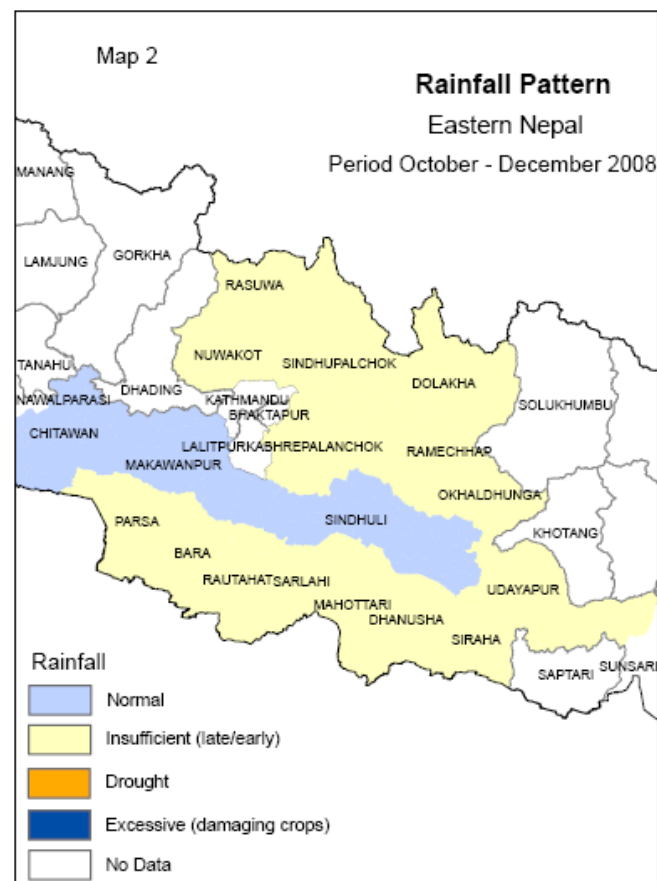 Map 2
Rainfall Pattern
Eastern Nepal
Period October - December 2008
MANANG
LAMJUNG
GORKHA
RASUWA
TANAHU
NUWAKOT
SINDHUPALCHOK
DOLAKHA
NAWALPARASI
DHADING
KATHMANDU
BRAKTAPUR
SOLUKHUMBU
CHITAWAN
LALITPUR
KABHREPALANCHOK
RAMECHHAP
MAKAWANPUR
OKHALDHUNGA
PARSA
SINDHULI
KHOTANG
BARA
RAUTAHAT
SARLAHI
UDAYAPUR
MAHOTTARI
DHANUSHA
SIRAHA
SAPTARI
SUNSARI
Rainfall
Normal
Insufficient (late/early)
Drought
Excessive (damaging crops)
No Data